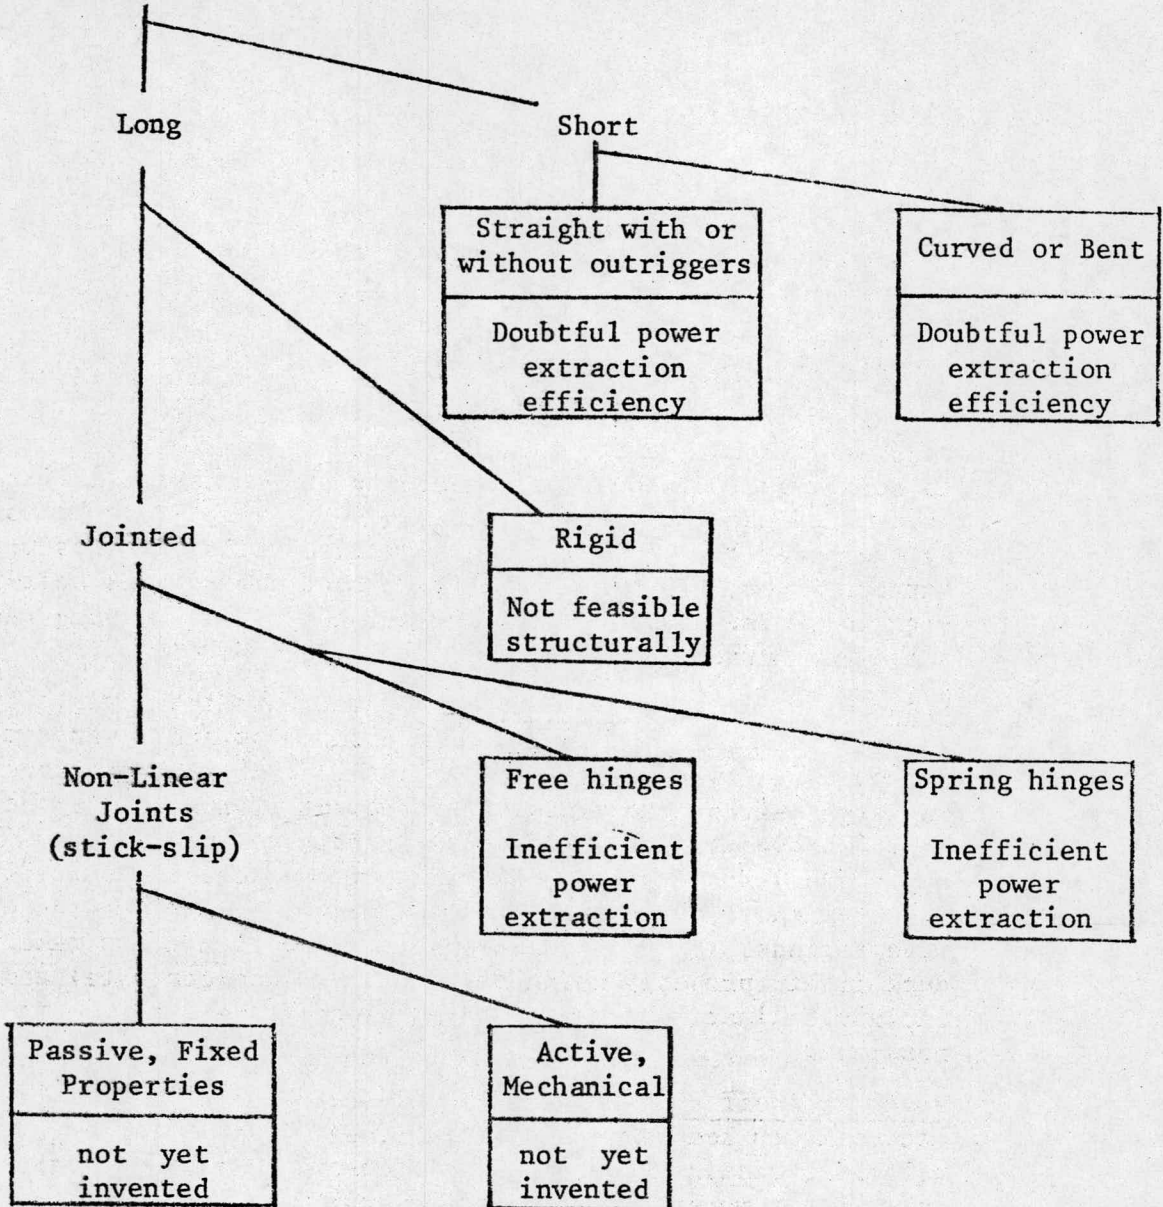 Long
Short
Straight with or
without outriggers
Doubtful power
extraction
efficiency
Curved or Bent
Doubtful power
extraction
efficiency
Jointed
Rigid
Not feasible
structurally
Non-Linear
Joints
(stick-slip)
Free hinges
Inefficient
power
extraction
Spring hinges
Inefficient
power
extraction
Passive, Fixed
Properties
not yet
invented
Active,
Mechanical
not yet
invented